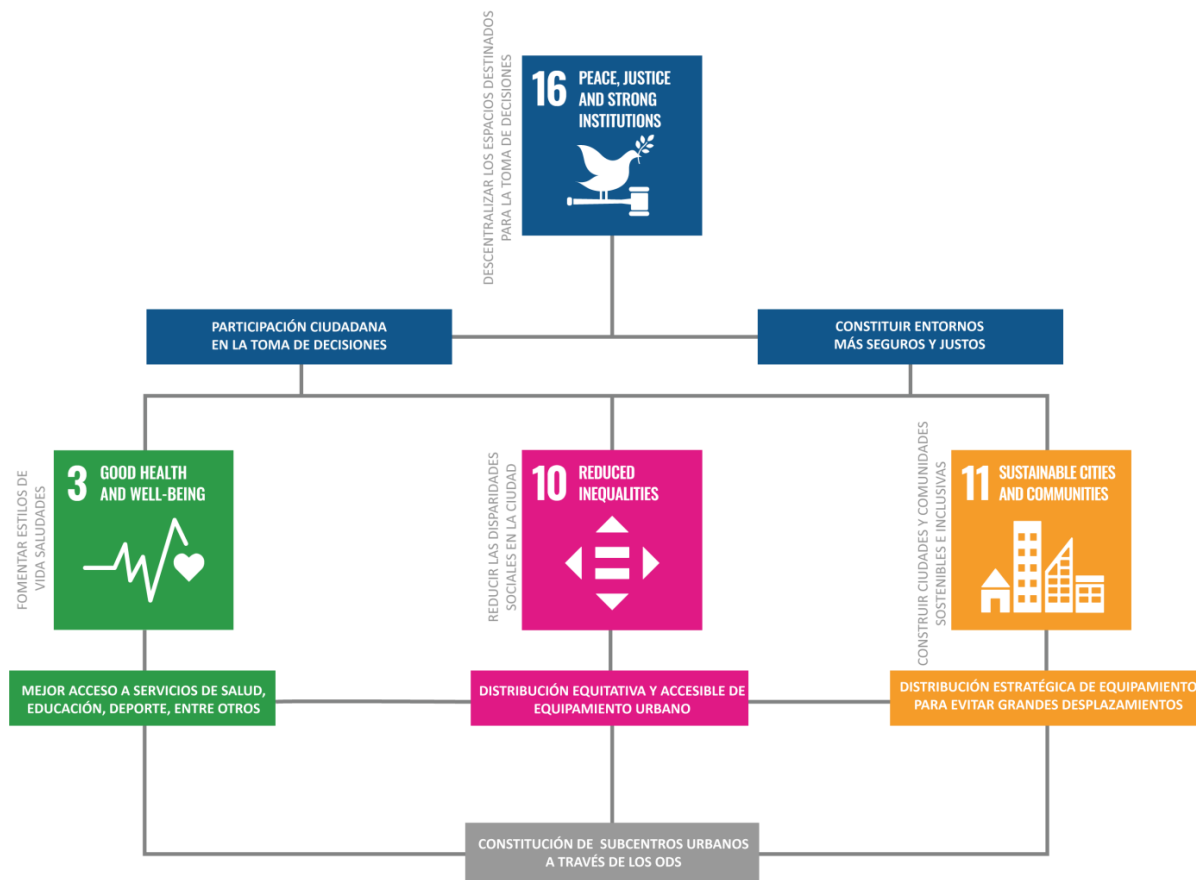 DESCENTRALIZAR LOS ESPACIOS DESTINADOS
PARA LA TOMA DE DECISIONES
16 PEACE, JUSTICE
AND STRONG
INSTITUTIONS
PARTICIPACIÓN CIUDADANA
EN LA TOMA DE DECISIONES
CONSTITUIR ENTORNOS
MÁS SEGUROS Y JUSTOS
FOMENTAR ESTILOS DE
VIDA SALUDADES
3 GOOD HEALTH
AND WELL-BEING
REDUCIR LAS DISPARIDADES
SOCIALES EN LA CIUDAD
10 REDUCED
INEQUALITIES
CONSTRUIR CIUDADES Y COMUNIDADES
SOSTENIBLES E INCLUSIVAS
11 SUSTAINABLE CITIES
AND COMMUNITIES
MEJOR ACCESO A SERVICIOS DE SALUD,
EDUCACIÓN, DEPORTE, ENTRE OTROS
DISTRIBUCIÓN EQUITATIVA Y ACCESIBLE DE
EQUIPAMIENTO URBANO
DISTRIBUCIÓN ESTRATÉGICA DE EQUIPAMIENTO
PARA EVITAR GRANDES DESPLAZAMIENTOS
CONSTITUCIÓN DE SUBCENTROS URBANOS
A TRAVÉS DE LOS ODS